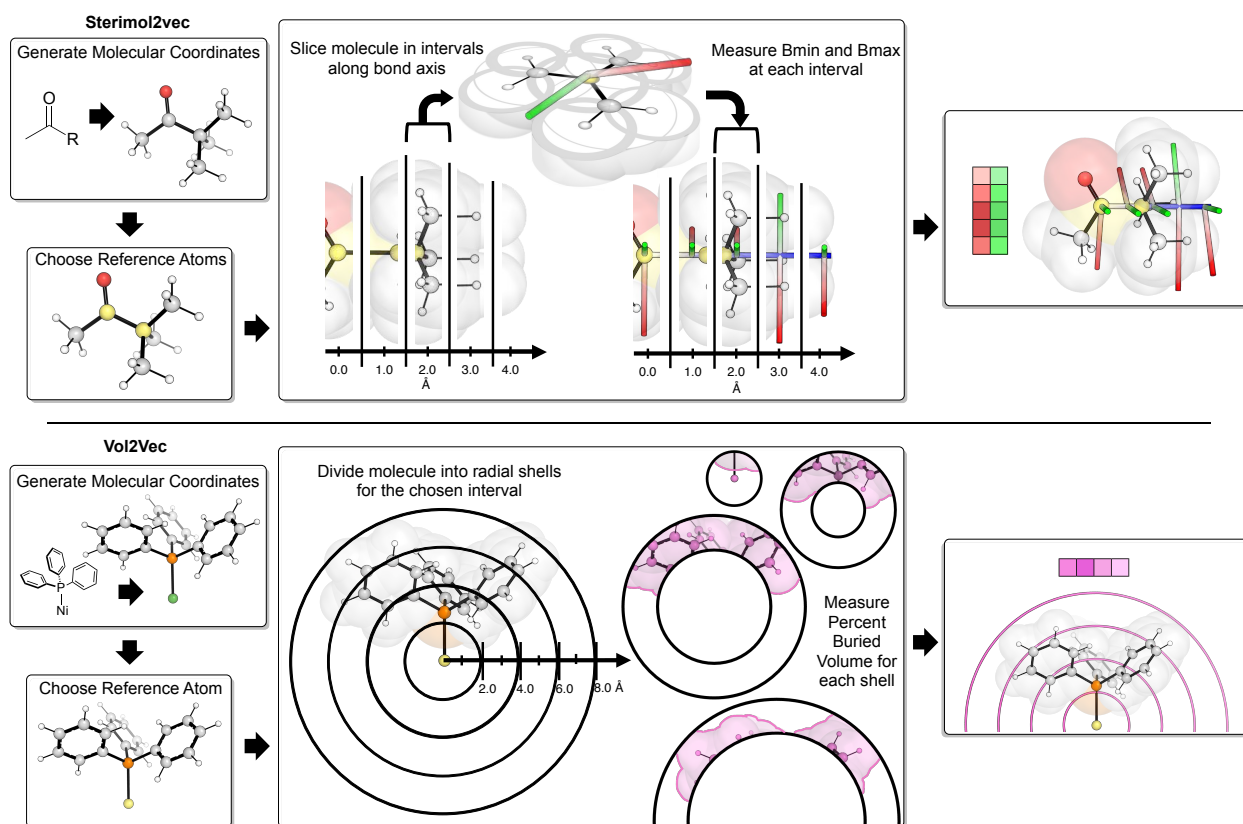 Sterimol2vec
Generate Molecular Coordinates
O
R
Choose Reference Atoms
Slice molecule in intervals
along bond axis
Measure Bmin and Bmax
at each interval
0.0 1.0 2.0 3.0 4.0
Å
0.0 1.0 2.0 3.0 4.0
Å
Vol2Vec
Generate Molecular Coordinates
P
Ni
Choose Reference Atom
Divide molecule into radial shells
for the chosen interval
2.0 4.0 6.0 8.0 Å
Measure
Percent
Buried
Volume for
each shell